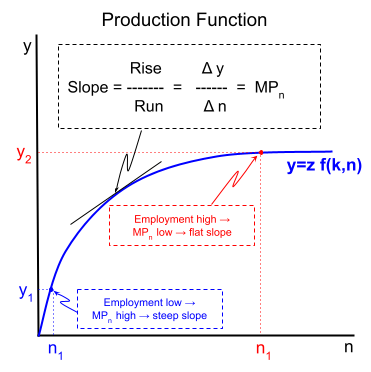 Production Function
y
Rise
Δ y
Slope = ------- = ------ = MPn
Run
Δ n
y2
y=z f(k,n)
Employment high →
MPn low → flat slope
y1
Employment low →
MPn high → steep slope
n1
n1
n